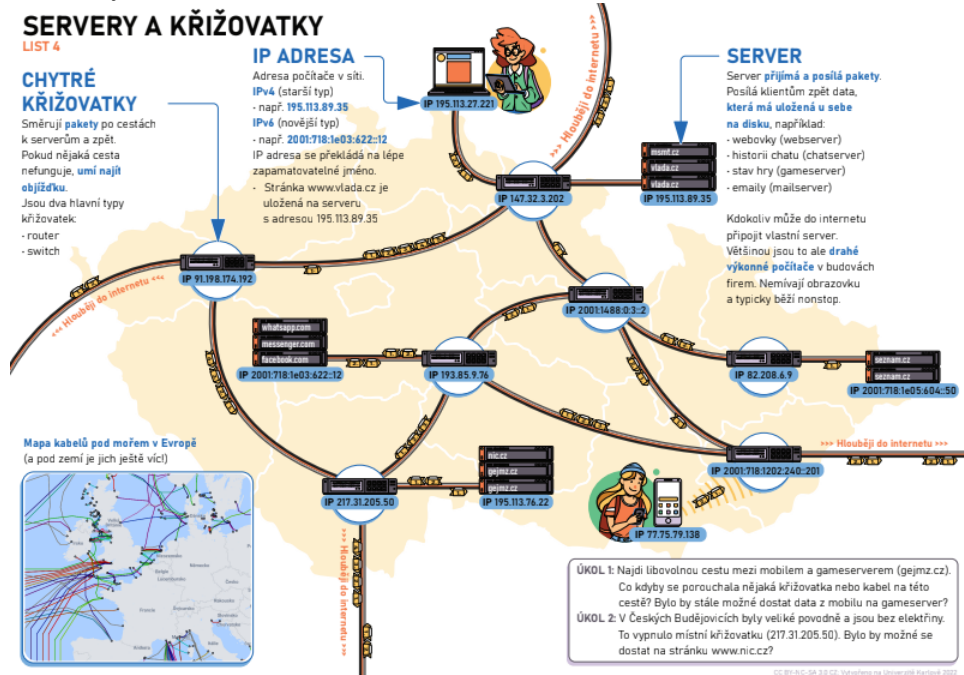 SERVERY A KŘIŽOVATKY
LIST 4
CHYTRÉ
KŘIŽOVATKY
Směrují pakety po cestách
k serverům a zpět.
Pokud nějaká cesta
nefunguje, umí najít
objížďku.
Jsou dva hlavní typy
křižovatek:
- router
- switch
IP ADRESA
Adresa počítače v síti.
IPv4 (starší typ)
- např. 195.113.89.35
IPv6 (novější typ)
- např. 2001:718:1e03:622::12
IP adresa se překládá na lépe
zapamatovatelné jméno.
- Stránka www.vlada.cz je
uložená na serveru
s adresou 195.113.89.35
IP 195.113.27.221
>>> Hlouběji do internetu >>>
SERVER
Server přijímá a posílá pakety.
Posílá klientům zpět data,
která má uložená u sebe
na disku, například:
- webovky (webserver)
- historii chatu (chatserver)
- stav hry (gameserver)
- emaily (mailserver)
Kdokoliv může do internetu
připojit vlastní server.
Většinou jsou to ale drahé
výkonné počítače v budovách
firem. Nemívají obrazovku
a typicky běží nonstop.
msmt.cz
vlada.cz
vlada.cz
IP 195.113.89.35
IP 147.32.3.202
IP 91.198.174.192
<<< Hlouběji do internetu <<<
IP 2001:1488:0:3::2
whatsapp.com
messenger.com
facebook.com
IP 2001:718:1e03:622::12
IP 193.85.9.76
IP 82.208.6.9
seznam.cz
seznam.cz
IP 2001:718:1e05:604::50
Mapa kabelů pod mořem v Evropě
(a pod zemí je jich ještě víc!)
nic.cz
gejmz.cz
gejmz.cz
IP 195.113.76.22
IP 217.31.205.50
>>> Hlouběji do internetu >>>
IP 2001:718:1202:240::201
>>> Hlouběji do internetu >>>
IP 77.75.79.138
ÚKOL 1: Najdi libovolnou cestu mezi mobilem a gameserverem (gejmz.cz).
Co kdyby se porouchala nějaká křižovatka nebo kabel na této
cestě? Bylo by stále možné dostat data z mobilu na gameserver?
ÚKOL 2: V Českých Budějovicích byly veliké povodně a jsou bez elektřiny.
To vypnulo místní křižovatku (217.31.205.50). Bylo by možné se
dostat na stránku www.nic.cz?
CC BY-NC-SA 3.0 CZ. Vytvořeno na Univerzitě Karlově 2022